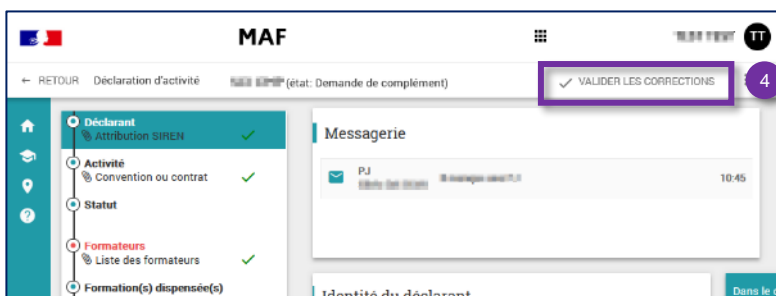 MAF
TT
← RETOUR Déclaration d'activité (état: Demande de complément) ✓ VALIDER LES CORRECTIONS 4
Déclarant
Attribution SIREN
Activité
Convention ou contrat
Statut
Formateurs
Liste des formateurs
Formation(s) dispensée(s)
Messagerie
PJ
10:45
Identité du déclarant
Dans le